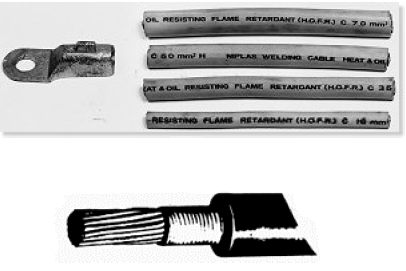 OIL RESISTING FLAME RETARDANT (H.O.F.R.) C 70 mm²
C 50 mm² H NIPLAS WELDING CABLE HEAT & OIL
EAT & OIL RESISTING FLAME RETARDANT (H.O.F.R.) C 35
RESISTING FLAME RETARDANT (H.O.F.R.) C 16 mm²